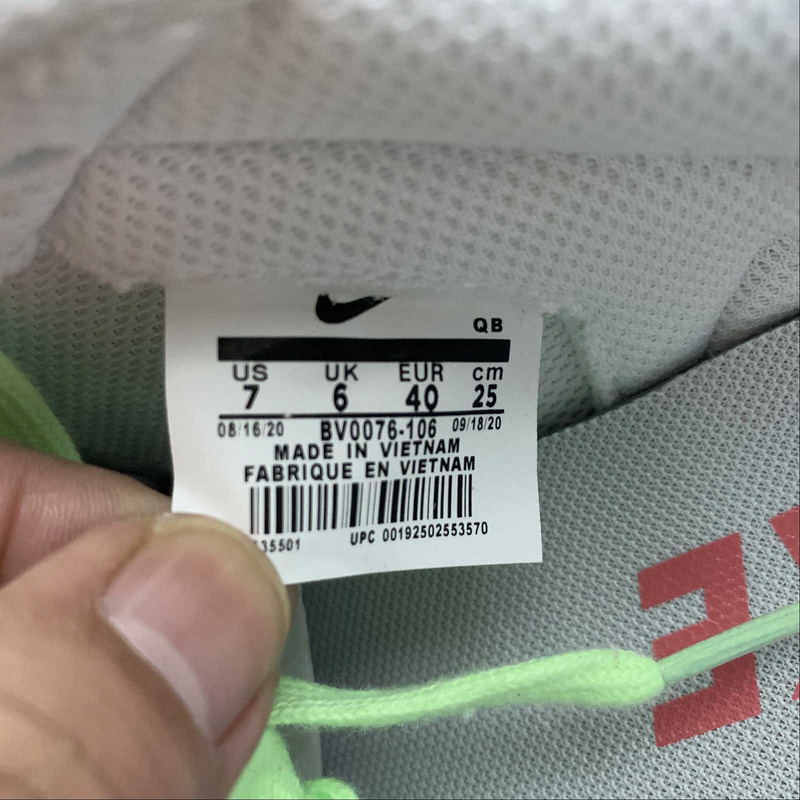 QB
US UK EUR cm
7 6 40 25
08/16/20 BV0076-106 09/18/20
MADE IN VIETNAM
FABRIQUE EN VIETNAM
35501 UPC 00192502553570